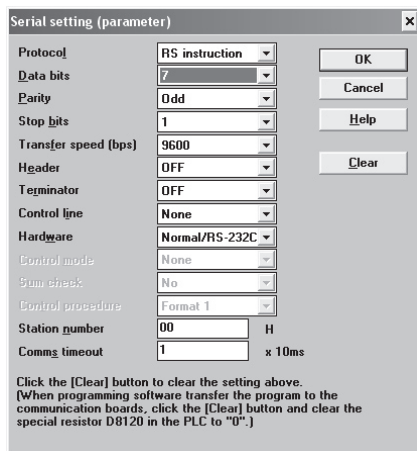 Serial setting (parameter)
Protocol RS instruction OK
Data bits 7
Cancel
Parity Odd
Stop bits 1 Help
Transfer speed (bps) 9600
Header OFF Clear
Terminator OFF
Control line None
Hardware Normal/RS-232C
Control mode None
Sum check No
Control procedure Format 1
Station number 00 H
Comms timeout 1 x 10ms
Click the [Clear] button to clear the setting above.
(When programming software transfer the program to the
communication boards, click the [Clear] button and clear the
special resistor D8120 in the PLC to "0".)